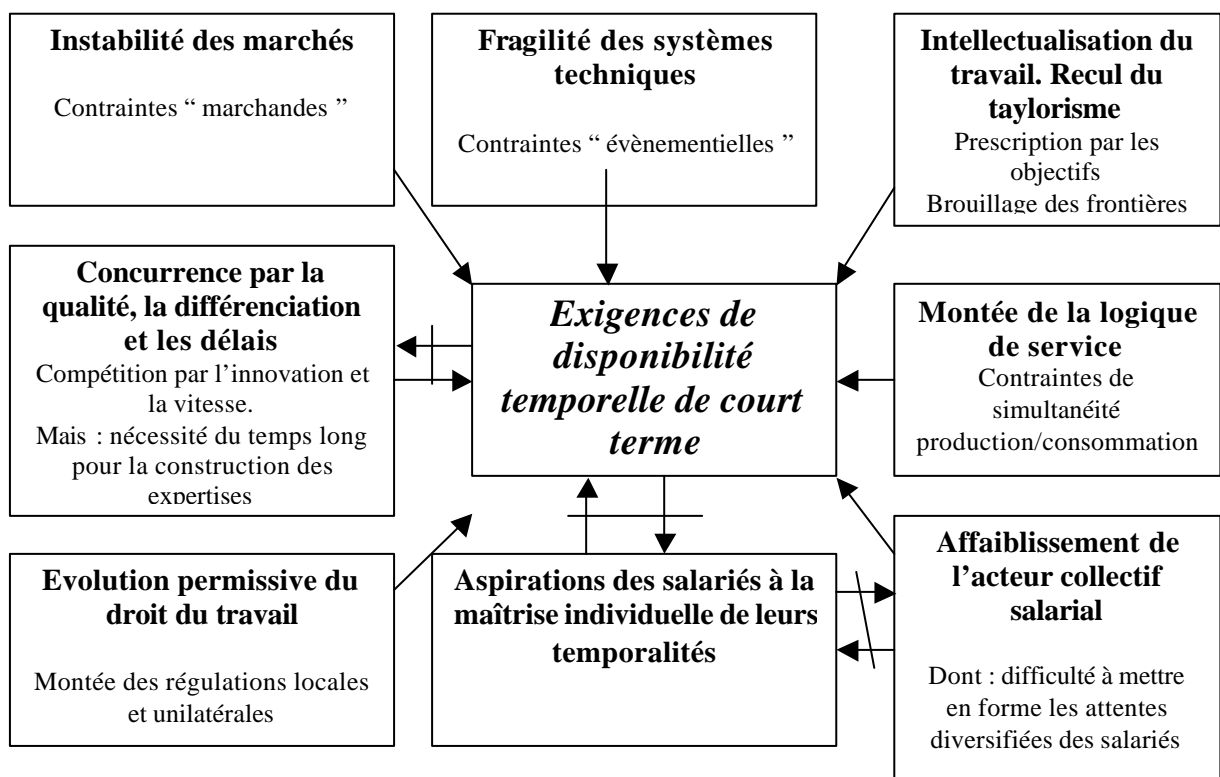 Instabilité des marchés
Contraintes “ marchandes ”
Fragilité des systèmes
techniques
Contraintes “ évènementielles ”
Intellectualisation du
travail. Recul du
taylorisme
Prescription par les
objectifs
Brouillage des frontières
Concurrence par la
qualité, la différenciation
et les délais
Compétition par l’innovation et
la vitesse.
Mais : nécessité du temps long
pour la construction des
expertises
Exigences de
disponibilité
temporelle de court
terme
Montée de la logique
de service
Contraintes de
simultanéité
production/consommation
Evolution permissive du
droit du travail
Montée des régulations locales
et unilatérales
Aspirations des salariés à la
maîtrise individuelle de leurs
temporalités
Affaiblissement de
l’acteur collectif
salarial
Dont : difficulté à mettre
en forme les attentes
diversifiées des salariés